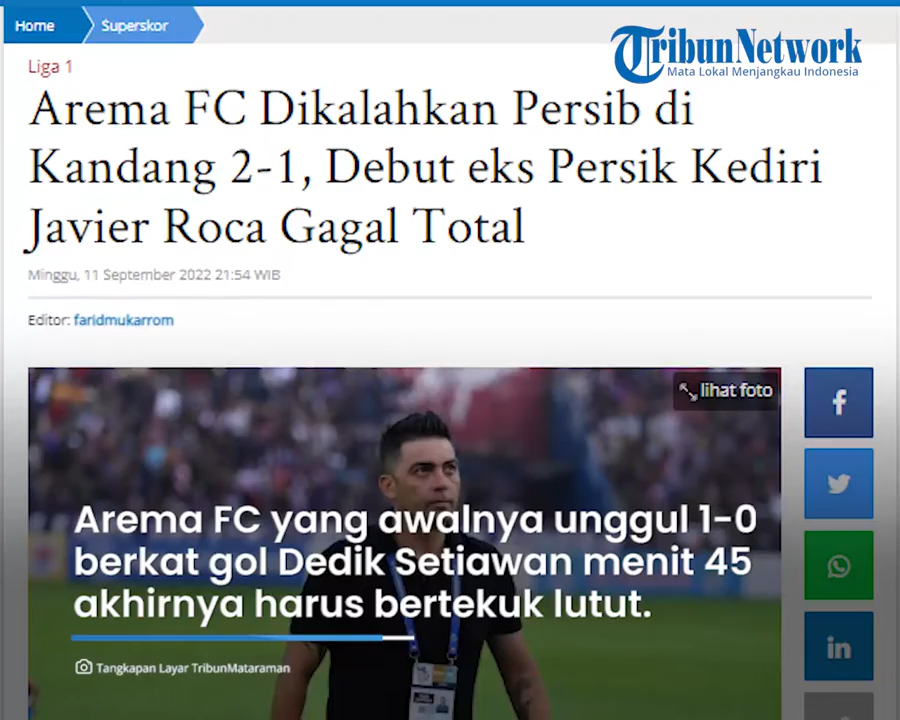 Home Superskor
TribunNetwork
Mata Lokal Menjangkau Indonesia
Liga 1
Arema FC Dikalahkan Persib di
Kandang 2-1, Debut eks Persik Kediri
Javier Roca Gagal Total
Minggu, 11 September 2022 21:54 WIB
Editor: faridmukarrom
lihat foto
Arema FC yang awalnya unggul 1-0
berkat gol Dedik Setiawan menit 45
akhirnya harus bertekuk lutut.
Tangkapan Layar TribunMataraman